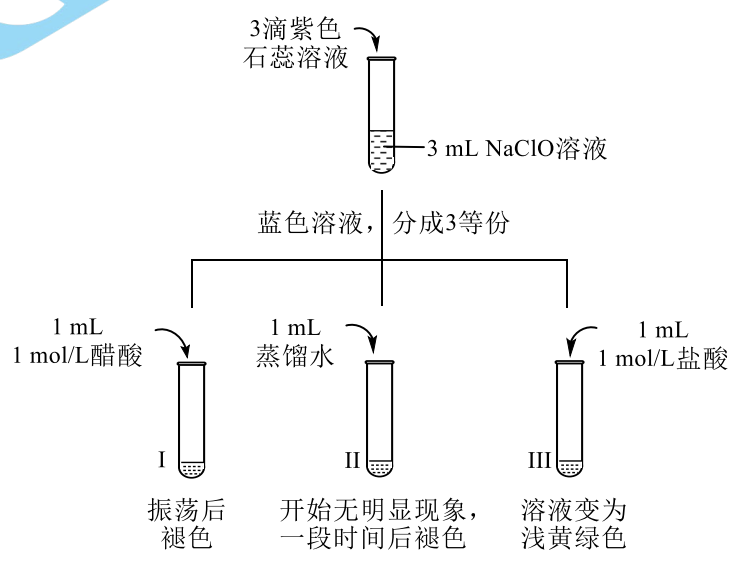 3滴紫色
石蕊溶液
3 mL NaClO溶液
蓝色溶液，分成3等份
1 mL
1 mol/L醋酸
1 mL
蒸馏水
1 mL
1 mol/L盐酸
I
II
III
振荡后
褪色
开始无明显现象，
一段时间后褪色
溶液变为
浅黄绿色